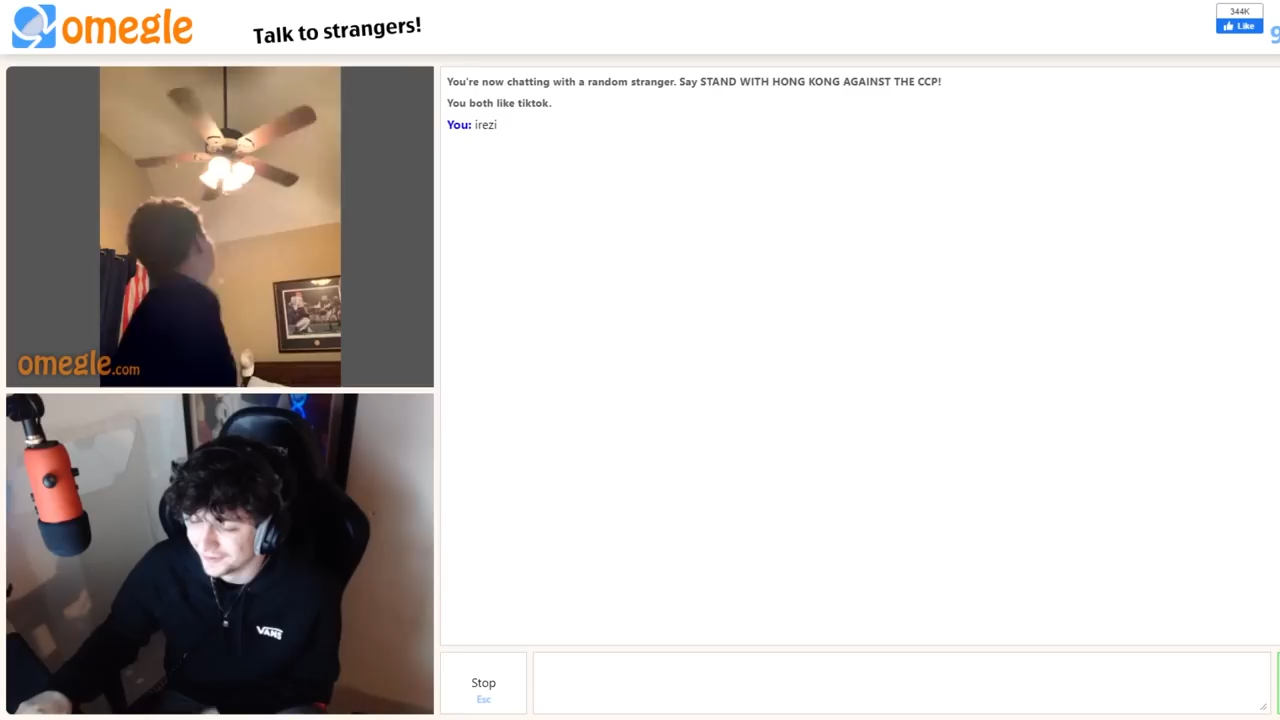 omegle
Talk to strangers!
344K
Like
You're now chatting with a random stranger. Say STAND WITH HONG KONG AGAINST THE CCP!
You both like tiktok.
You: irezi
omegle.com
VANS
Stop
Esc